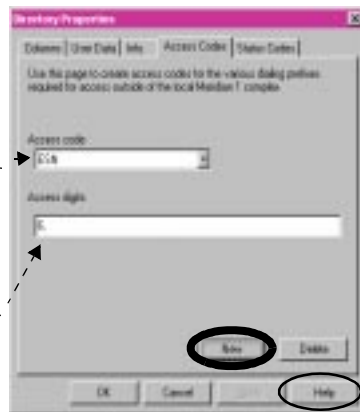 Directory Properties
Columns User Data Info Access Codes Status Codes
Use this page to create access codes for the various dialing prefixes
required for access outside of the local Meridian 1 complex.
Access code
ESN
Access digits
6
New Delete
OK Cancel Help